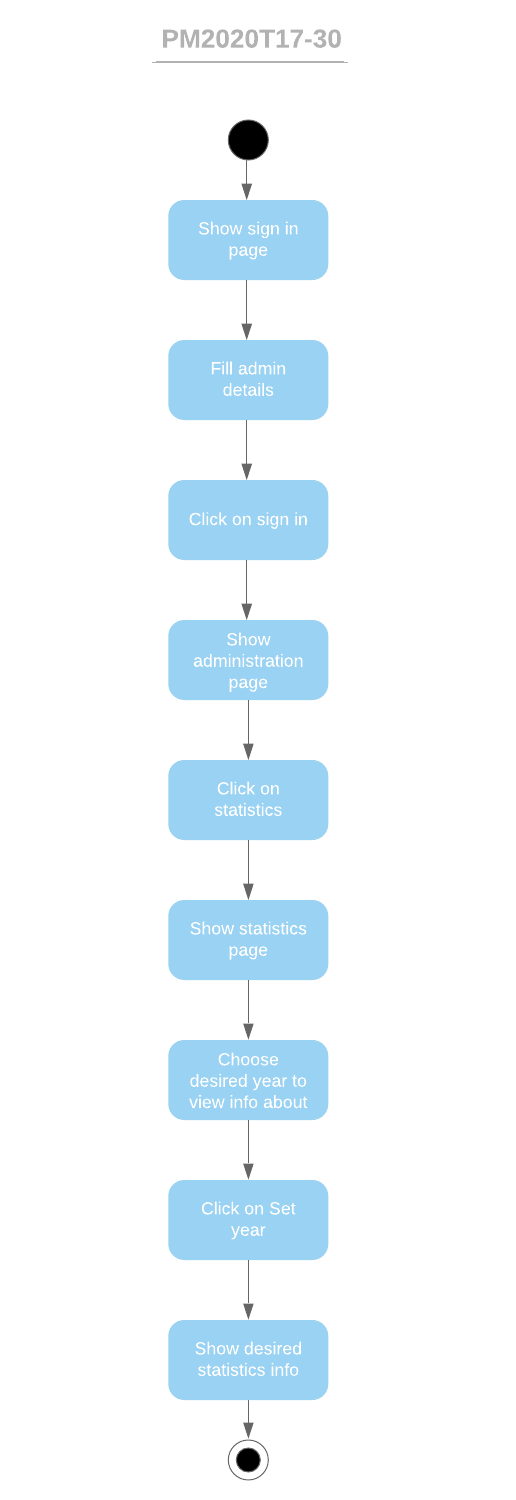 PM2020T17-30
Show sign in
page
Fill admin
details
Click on sign in
Show
administration
page
Click on
statistics
Show statistics
page
Choose
desired year to
view info about
Click on Set
year
Show desired
statistics info